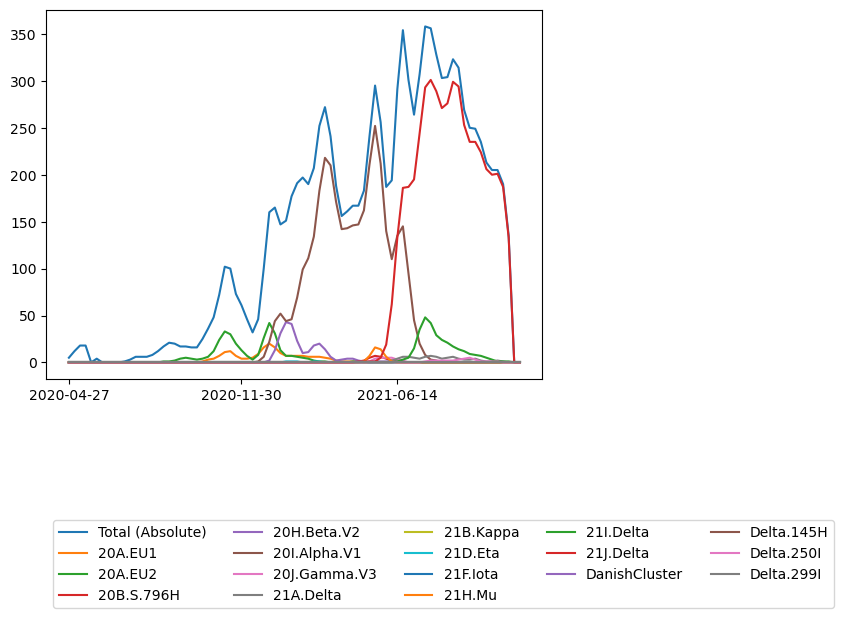 350
300
250
200
150
100
50
0
2020-04-27 2020-11-30 2021-06-14
Total (Absolute) 20H.Beta.V2 21B.Kappa 21I.Delta Delta.145H
20A.EU1 20I.Alpha.V1 21D.Eta 21J.Delta Delta.250I
20A.EU2 20J.Gamma.V3 21F.Iota DanishCluster Delta.299I
20B.S.796H 21A.Delta 21H.Mu